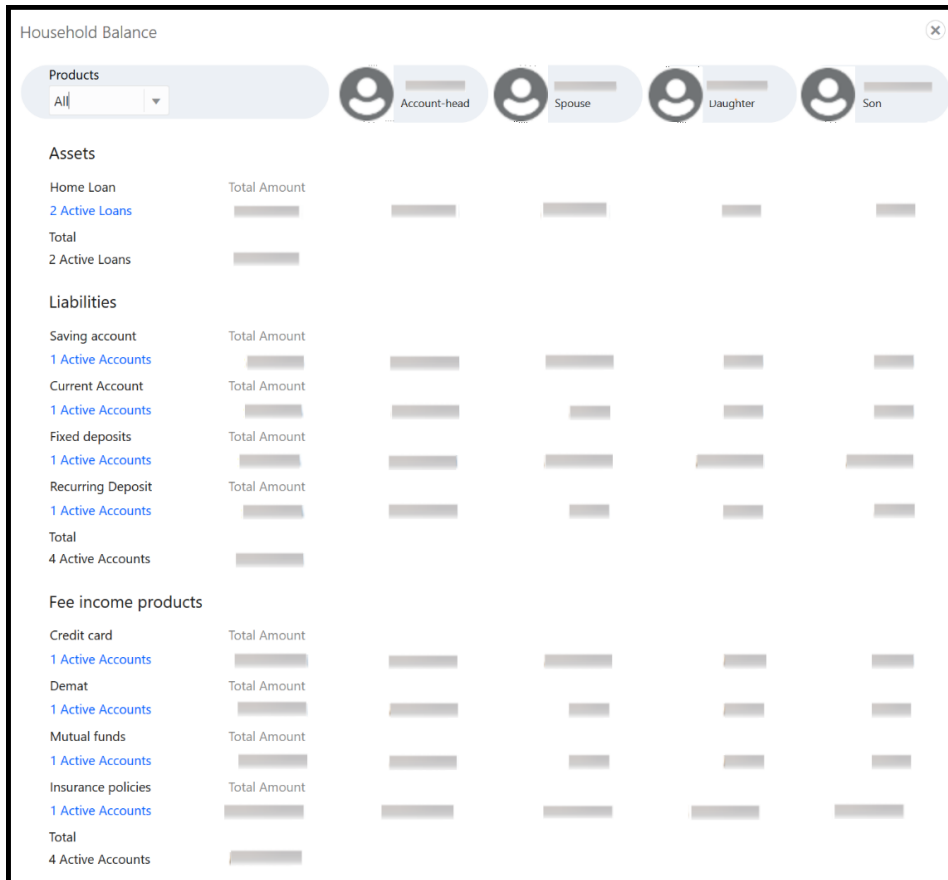 Household Balance
Products
All
Account-head
Spouse
Daughter
Son
Assets
Home Loan Total Amount
2 Active Loans
Total
2 Active Loans
Liabilities
Saving account Total Amount
1 Active Accounts
Current Account Total Amount
1 Active Accounts
Fixed deposits Total Amount
1 Active Accounts
Recurring Deposit Total Amount
1 Active Accounts
Total
4 Active Accounts
Fee income products
Credit card Total Amount
1 Active Accounts
Demat Total Amount
1 Active Accounts
Mutual funds Total Amount
1 Active Accounts
Insurance policies Total Amount
1 Active Accounts
Total
4 Active Accounts